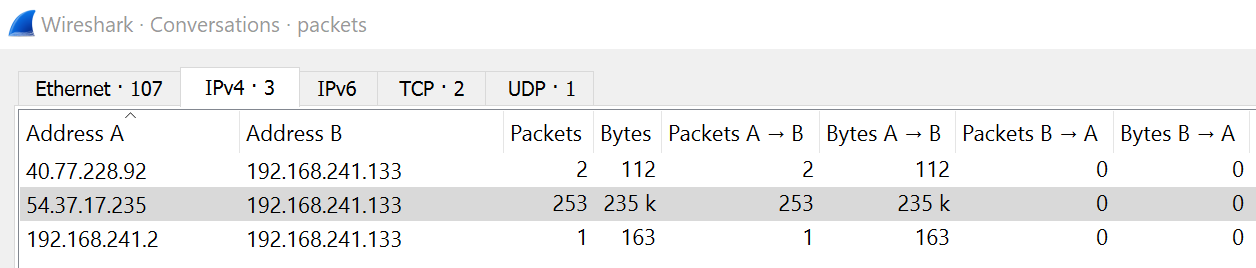 Wireshark · Conversations · packets
Ethernet · 107 IPv4 · 3 IPv6 TCP · 2 UDP · 1
Address A Address B Packets Bytes Packets A → B Bytes A → B Packets B → A Bytes B → A
40.77.228.92 192.168.241.133 2 112 2 112 0 0
54.37.17.235 192.168.241.133 253 235 k 253 235 k 0 0
192.168.241.2 192.168.241.133 1 163 1 163 0 0